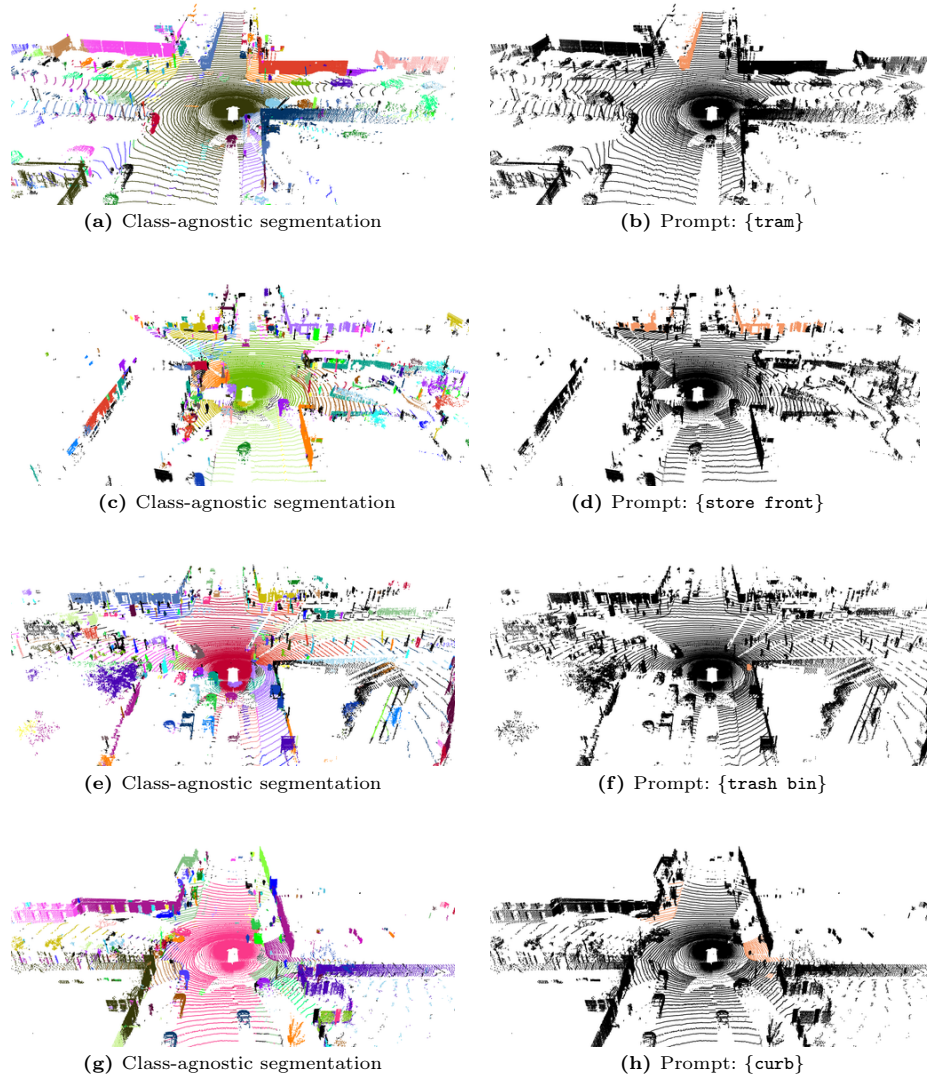 (a) Class-agnostic segmentation
(b) Prompt: {tram}
(c) Class-agnostic segmentation
(d) Prompt: {store front}
(e) Class-agnostic segmentation
(f) Prompt: {trash bin}
(g) Class-agnostic segmentation
(h) Prompt: {curb}